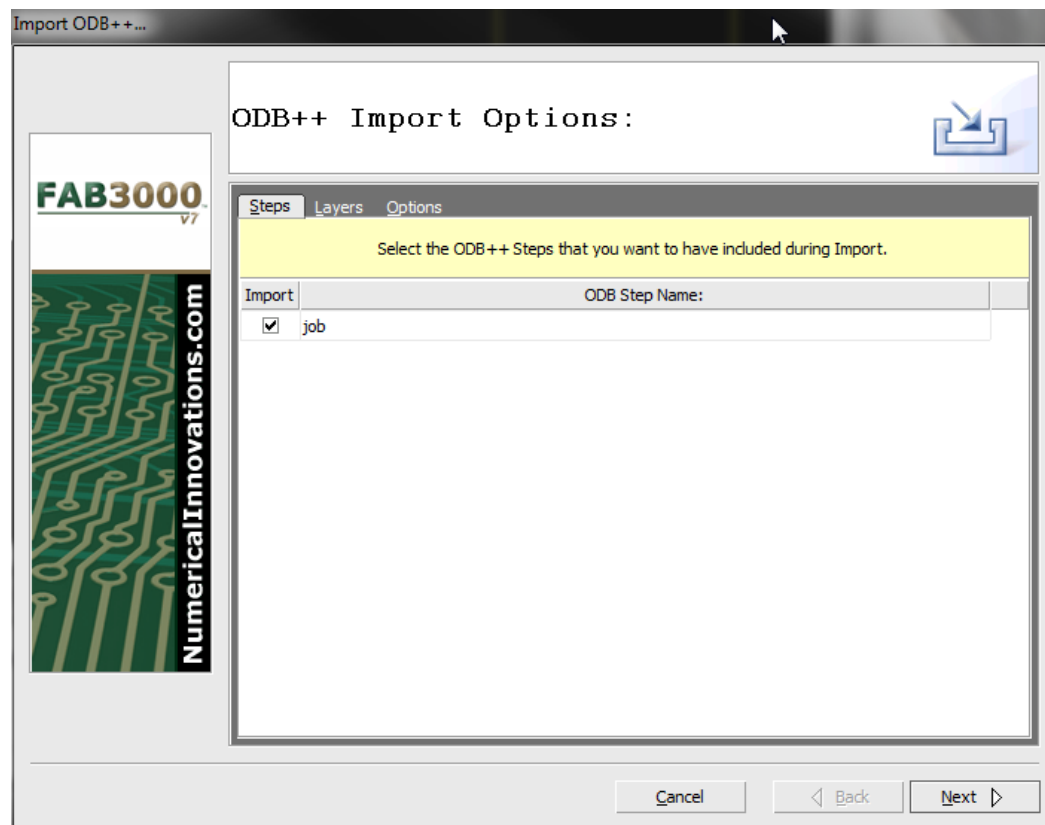 Import ODB++...
ODB++ Import Options:
FAB3000
V7
Steps Layers Options
Select the ODB++ Steps that you want to have included during Import.
Import ODB Step Name:
job
NumericalInnovations.com
Cancel Back Next